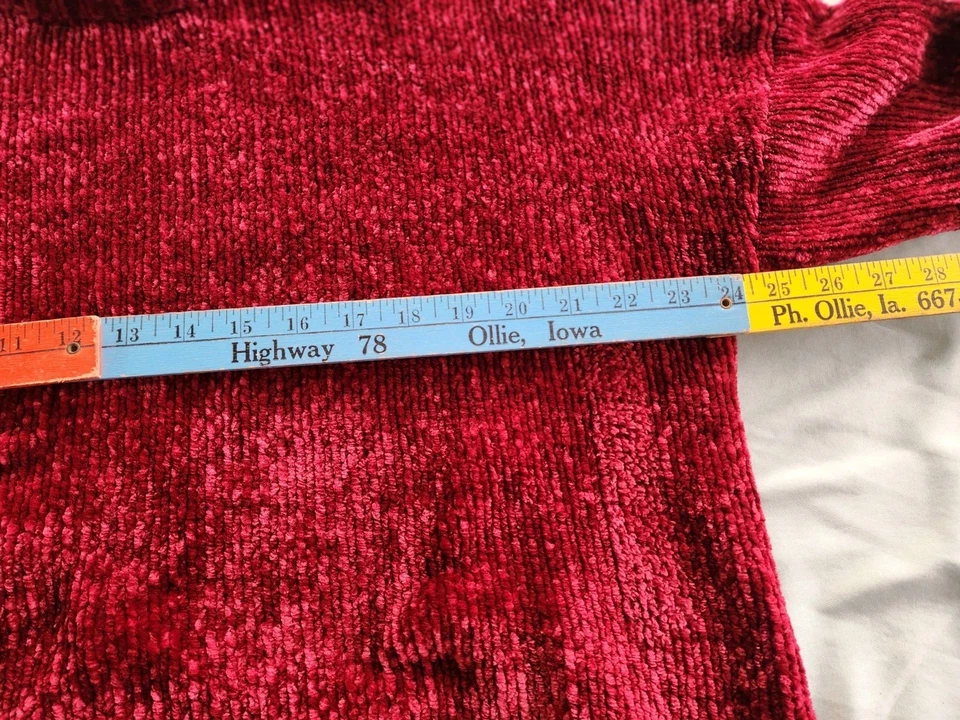 11 12 13 14 15 16 17 18 19 20 21 22 23 24 25 26 27 28
Highway 78 Ollie, Iowa Ph. Ollie, Ia. 667-